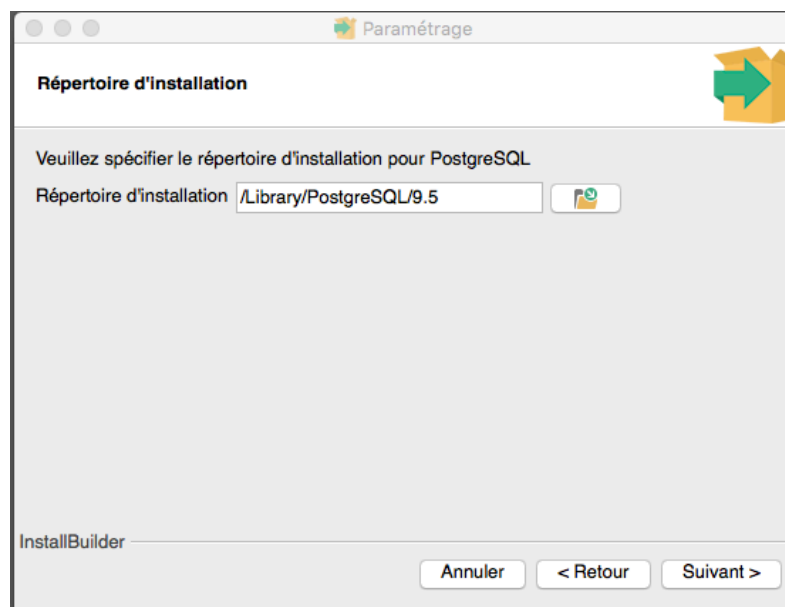 Paramétrage
Répertoire d'installation
Veuillez spécifier le répertoire d'installation pour PostgreSQL
Répertoire d'installation /Library/PostgreSQL/9.5
InstallBuilder
Annuler < Retour Suivant >